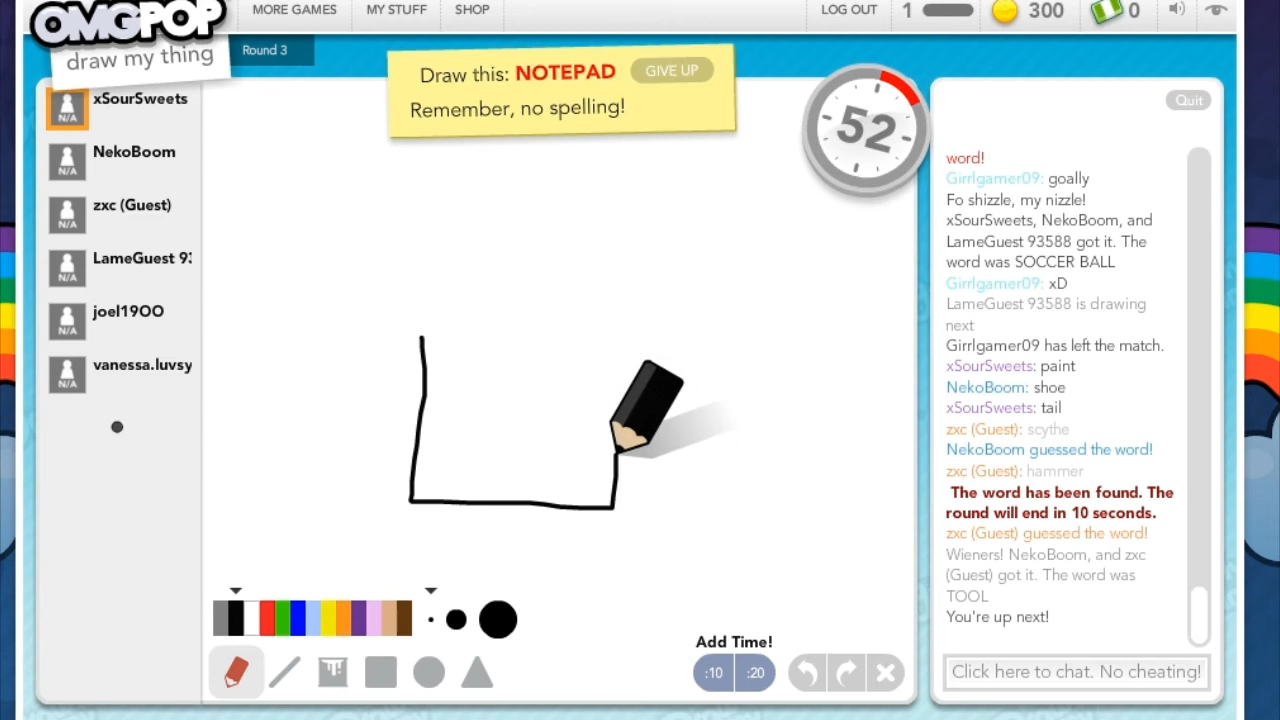 OMGPOP
draw my thing
MORE GAMES
MY STUFF
SHOP
LOG OUT
1
300
0
Round 3
Draw this: NOTEPAD
GIVE UP
Remember, no spelling!
52
xSourSweets
N/A
NekoBoom
N/A
zxc (Guest)
N/A
LameGuest 93
N/A
joel19OO
N/A
vanessa.luvsy
N/A
Add Time!
:10
:20
Quit
word!
Girrlgamer09: goally
Fo shizzle, my nizzle!
xSourSweets, NekoBoom, and
LameGuest 93588 got it. The
word was SOCCER BALL
Girrlgamer09: xD
LameGuest 93588 is drawing
next
Girrlgamer09 has left the match.
xSourSweets: paint
NekoBoom: shoe
xSourSweets: tail
zxc (Guest): scythe
NekoBoom guessed the word!
zxc (Guest): hammer
The word has been found. The
round will end in 10 seconds.
zxc (Guest) guessed the word!
Wieners! NekoBoom, and zxc
(Guest) got it. The word was
TOOL
You're up next!
Click here to chat. No cheating!